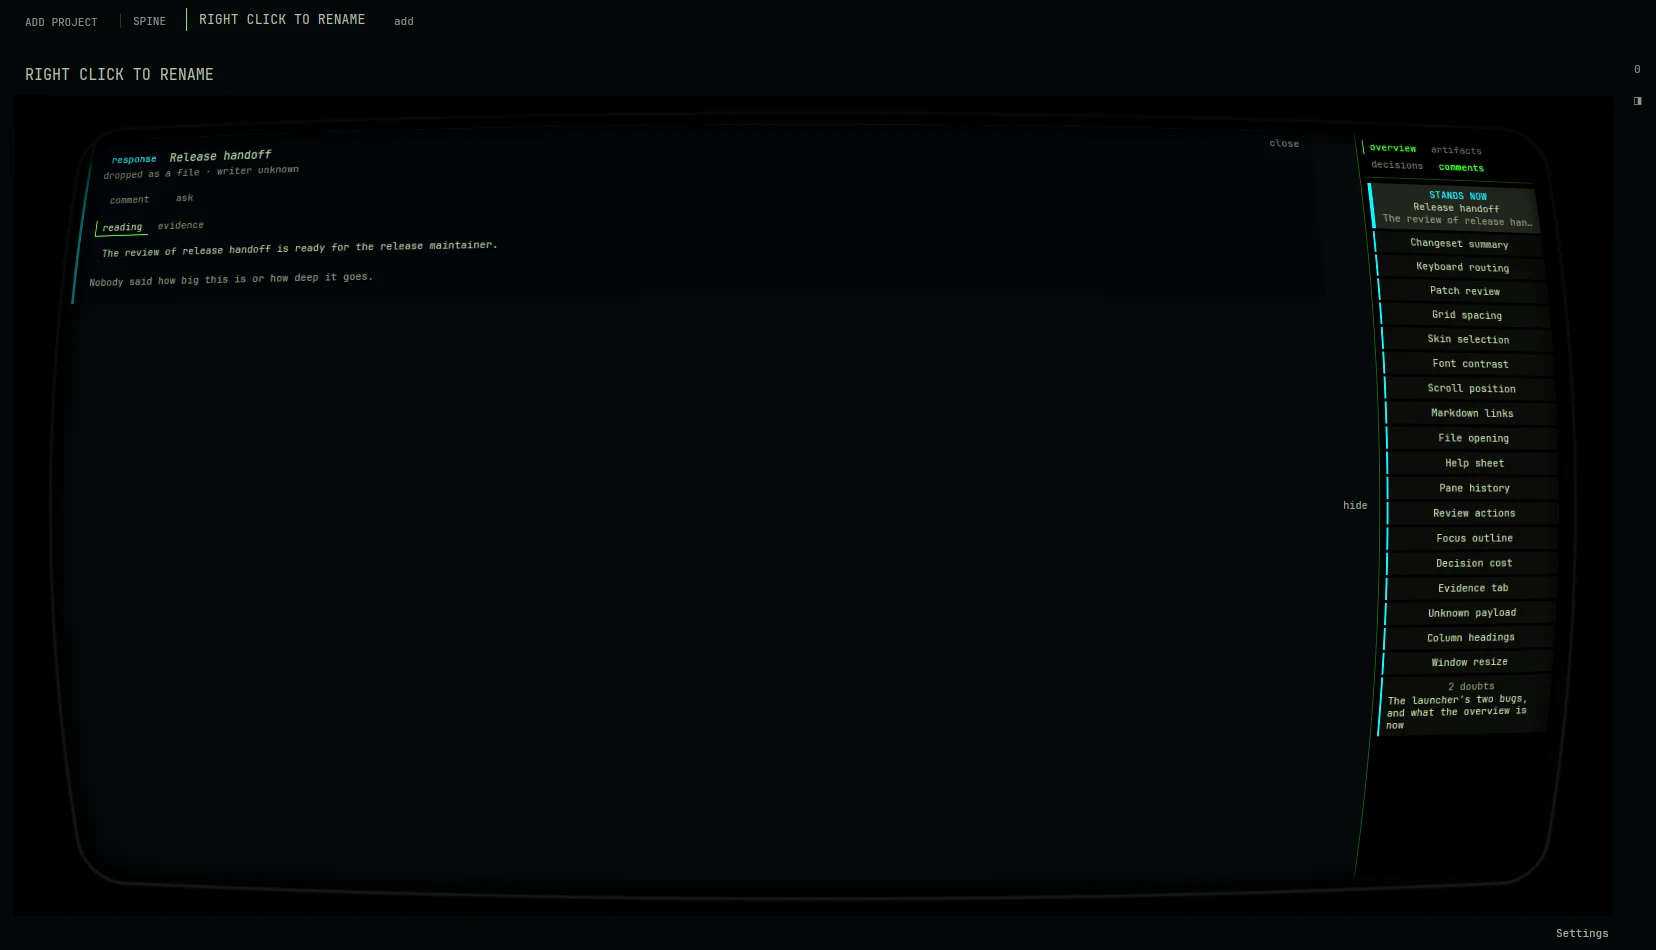 ADD PROJECT
SPINE
RIGHT CLICK TO RENAME
add
RIGHT CLICK TO RENAME
0
response Release handoff
close
dropped as a file · writer unknown
comment ask
reading evidence
The review of release handoff is ready for the release maintainer.
Nobody said how big this is or how deep it goes.
hide
overview artifacts
decisions comments
STANDS NOW
Release handoff
The review of release han…
Changeset summary
Keyboard routing
Patch review
Grid spacing
Skin selection
Font contrast
Scroll position
Markdown links
File opening
Help sheet
Pane history
Review actions
Focus outline
Decision cost
Evidence tab
Unknown payload
Column headings
Window resize
2 doubts
The launcher's two bugs,
and what the overview is
now
Settings